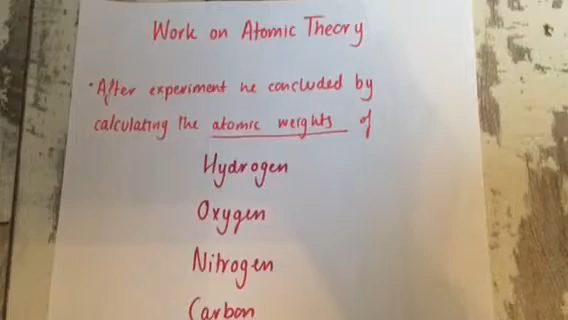 Work on Atomic Theory
· After experiment he concluded by
calculating the atomic weights of
Hydrogen
Oxygen
Nitrogen
Carbon